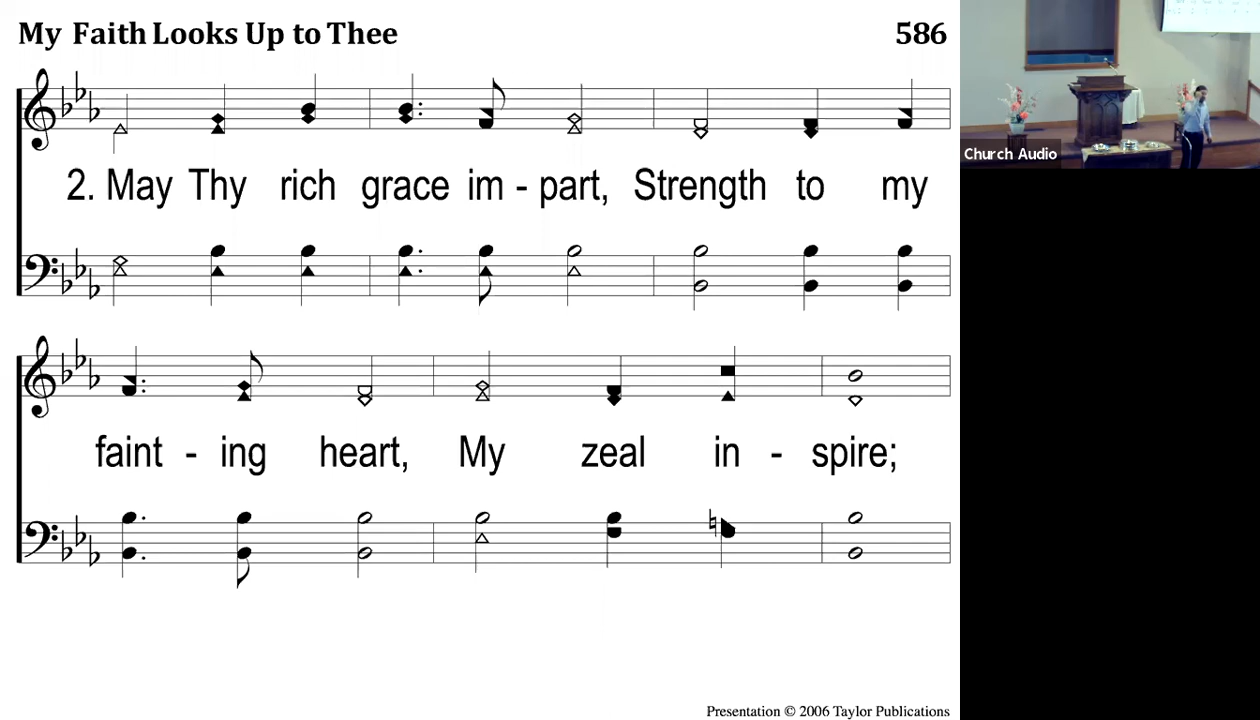 My Faith Looks Up to Thee 586
Church Audio
2. May Thy rich grace im - part, Strength to my
faint - ing heart, My zeal in - spire;
Presentation © 2006 Taylor Publications